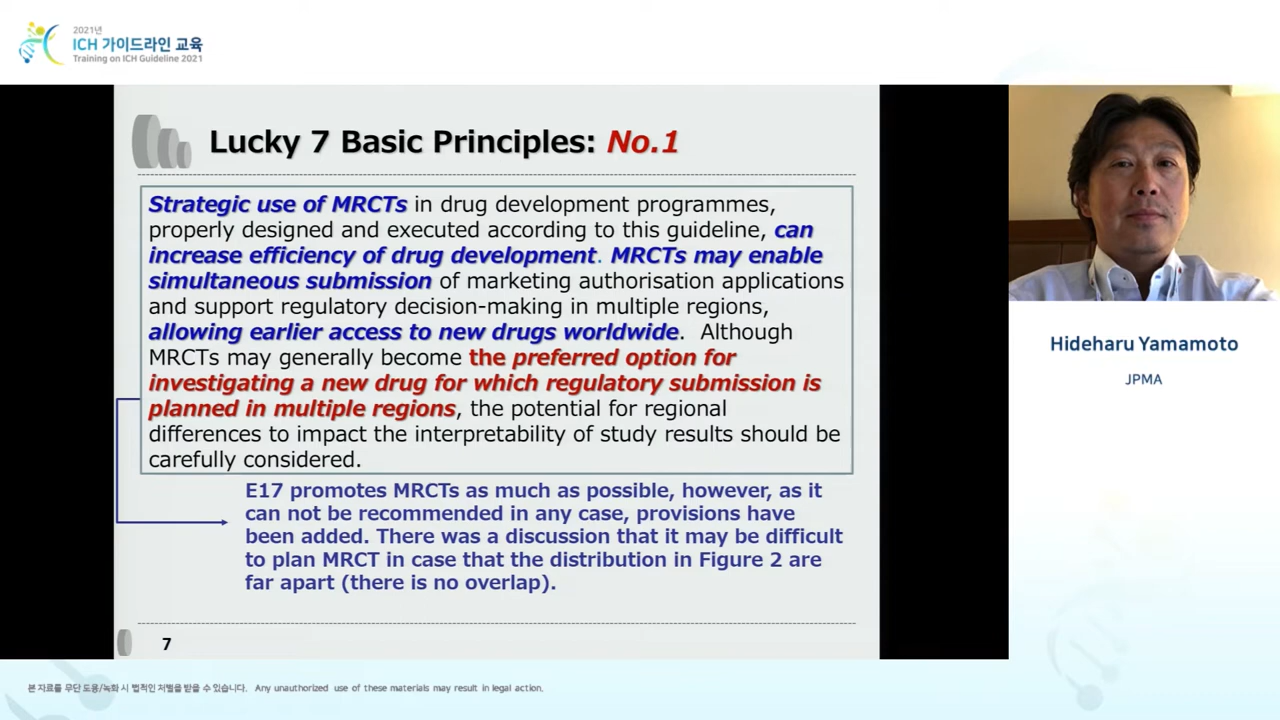 2021년
ICH 가이드라인 교육
Training on ICH Guideline 2021
Lucky 7 Basic Principles: No.1
Strategic use of MRCTs in drug development programmes,
properly designed and executed according to this guideline, can
increase efficiency of drug development. MRCTs may enable
simultaneous submission of marketing authorisation applications
and support regulatory decision-making in multiple regions,
allowing earlier access to new drugs worldwide. Although
MRCTs may generally become the preferred option for
investigating a new drug for which regulatory submission is
planned in multiple regions, the potential for regional
differences to impact the interpretability of study results should be
carefully considered.
E17 promotes MRCTs as much as possible, however, as it
can not be recommended in any case, provisions have
been added. There was a discussion that it may be difficult
to plan MRCT in case that the distribution in Figure 2 are
far apart (there is no overlap).
7
Hideharu Yamamoto
JPMA
본 자료를 무단 도용/녹화 시 법적인 처벌을 받을 수 있습니다. Any unauthorized use of these materials may result in legal action.